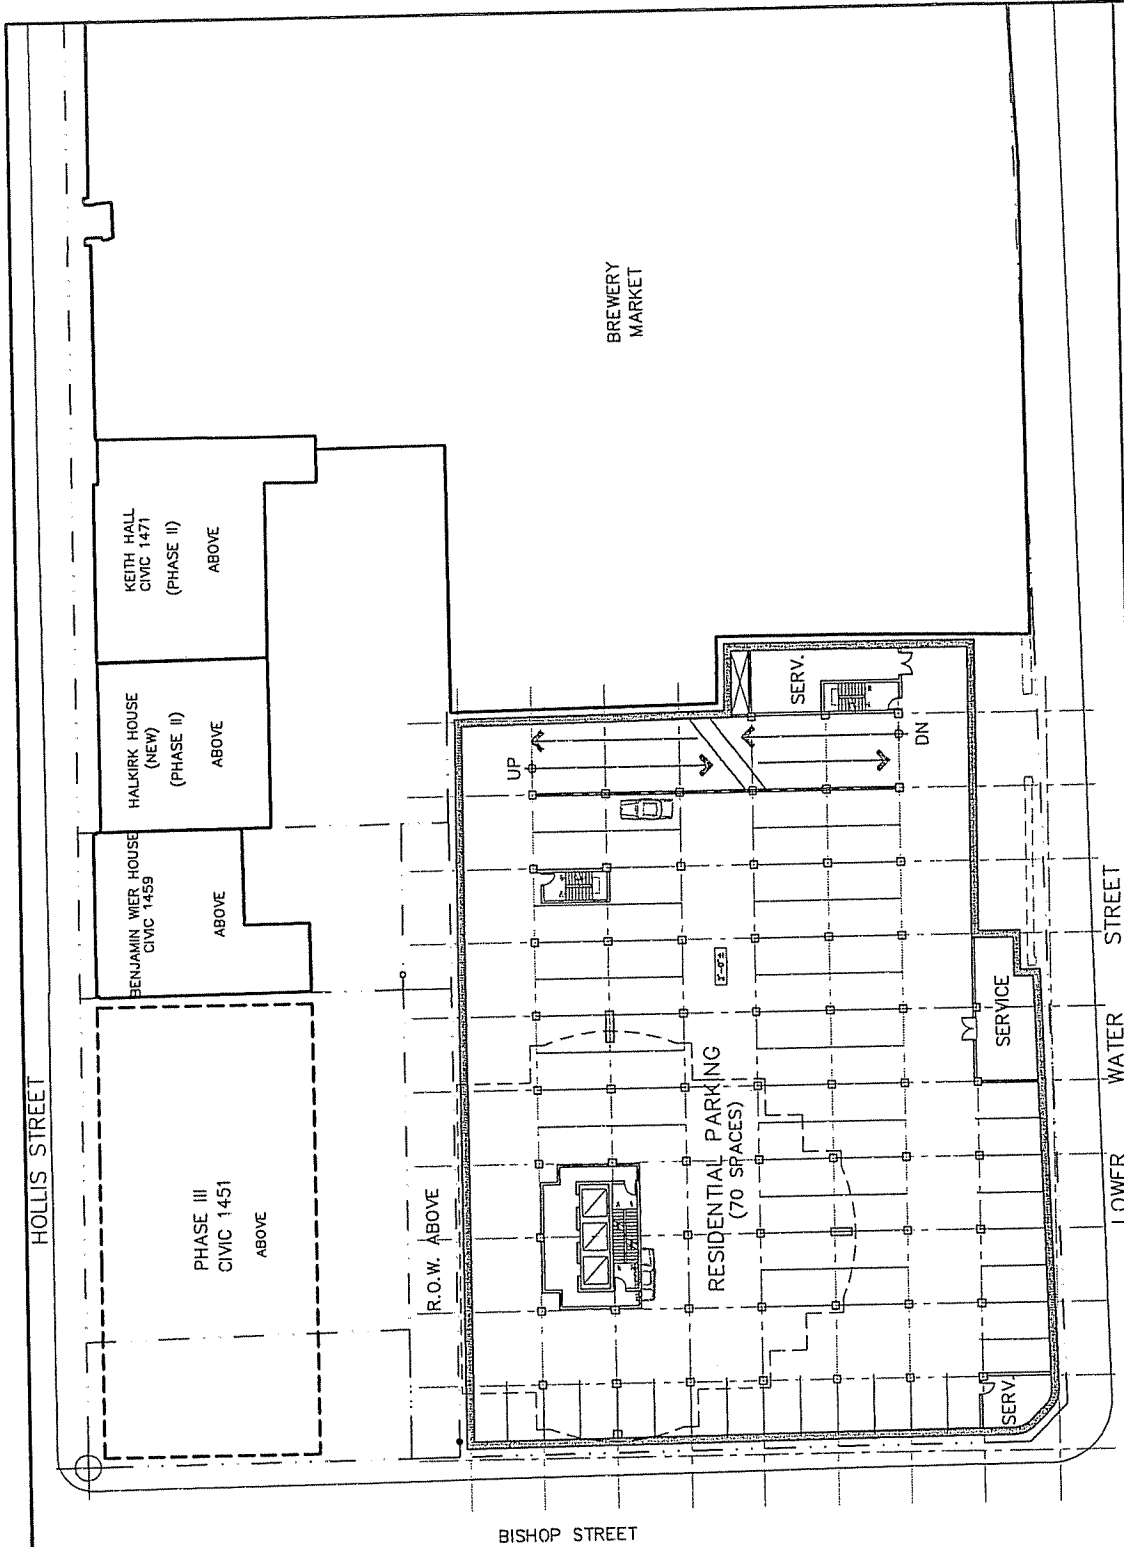 HOLLIS STREET
KEITH HALL
CIVIC 1471
(PHASE II)
ABOVE
HALKIRK HOUSE
(NEW)
(PHASE II)
ABOVE
BENJAMIN WIER HOUSE
CIVIC 1459
ABOVE
PHASE III
CIVIC 1451
ABOVE
R.O.W. ABOVE
BREWERY
MARKET
UP
DN
SERV.
RESIDENTIAL PARKING
(70 SPACES)
SERVICE
SERV.
LOWER WATER STREET
BISHOP STREET